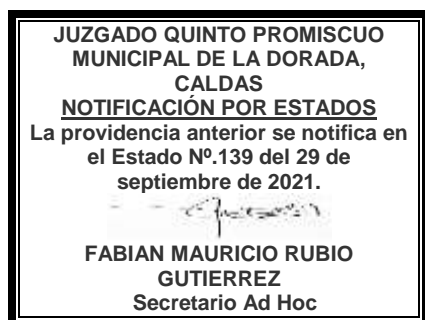 JUZGADO QUINTO PROMISCUO
MUNICIPAL DE LA DORADA,
CALDAS
NOTIFICACIÓN POR ESTADOS
La providencia anterior se notifica en
el Estado Nº.139 del 29 de
septiembre de 2021.
FABIAN MAURICIO RUBIO
GUTIERREZ
Secretario Ad Hoc